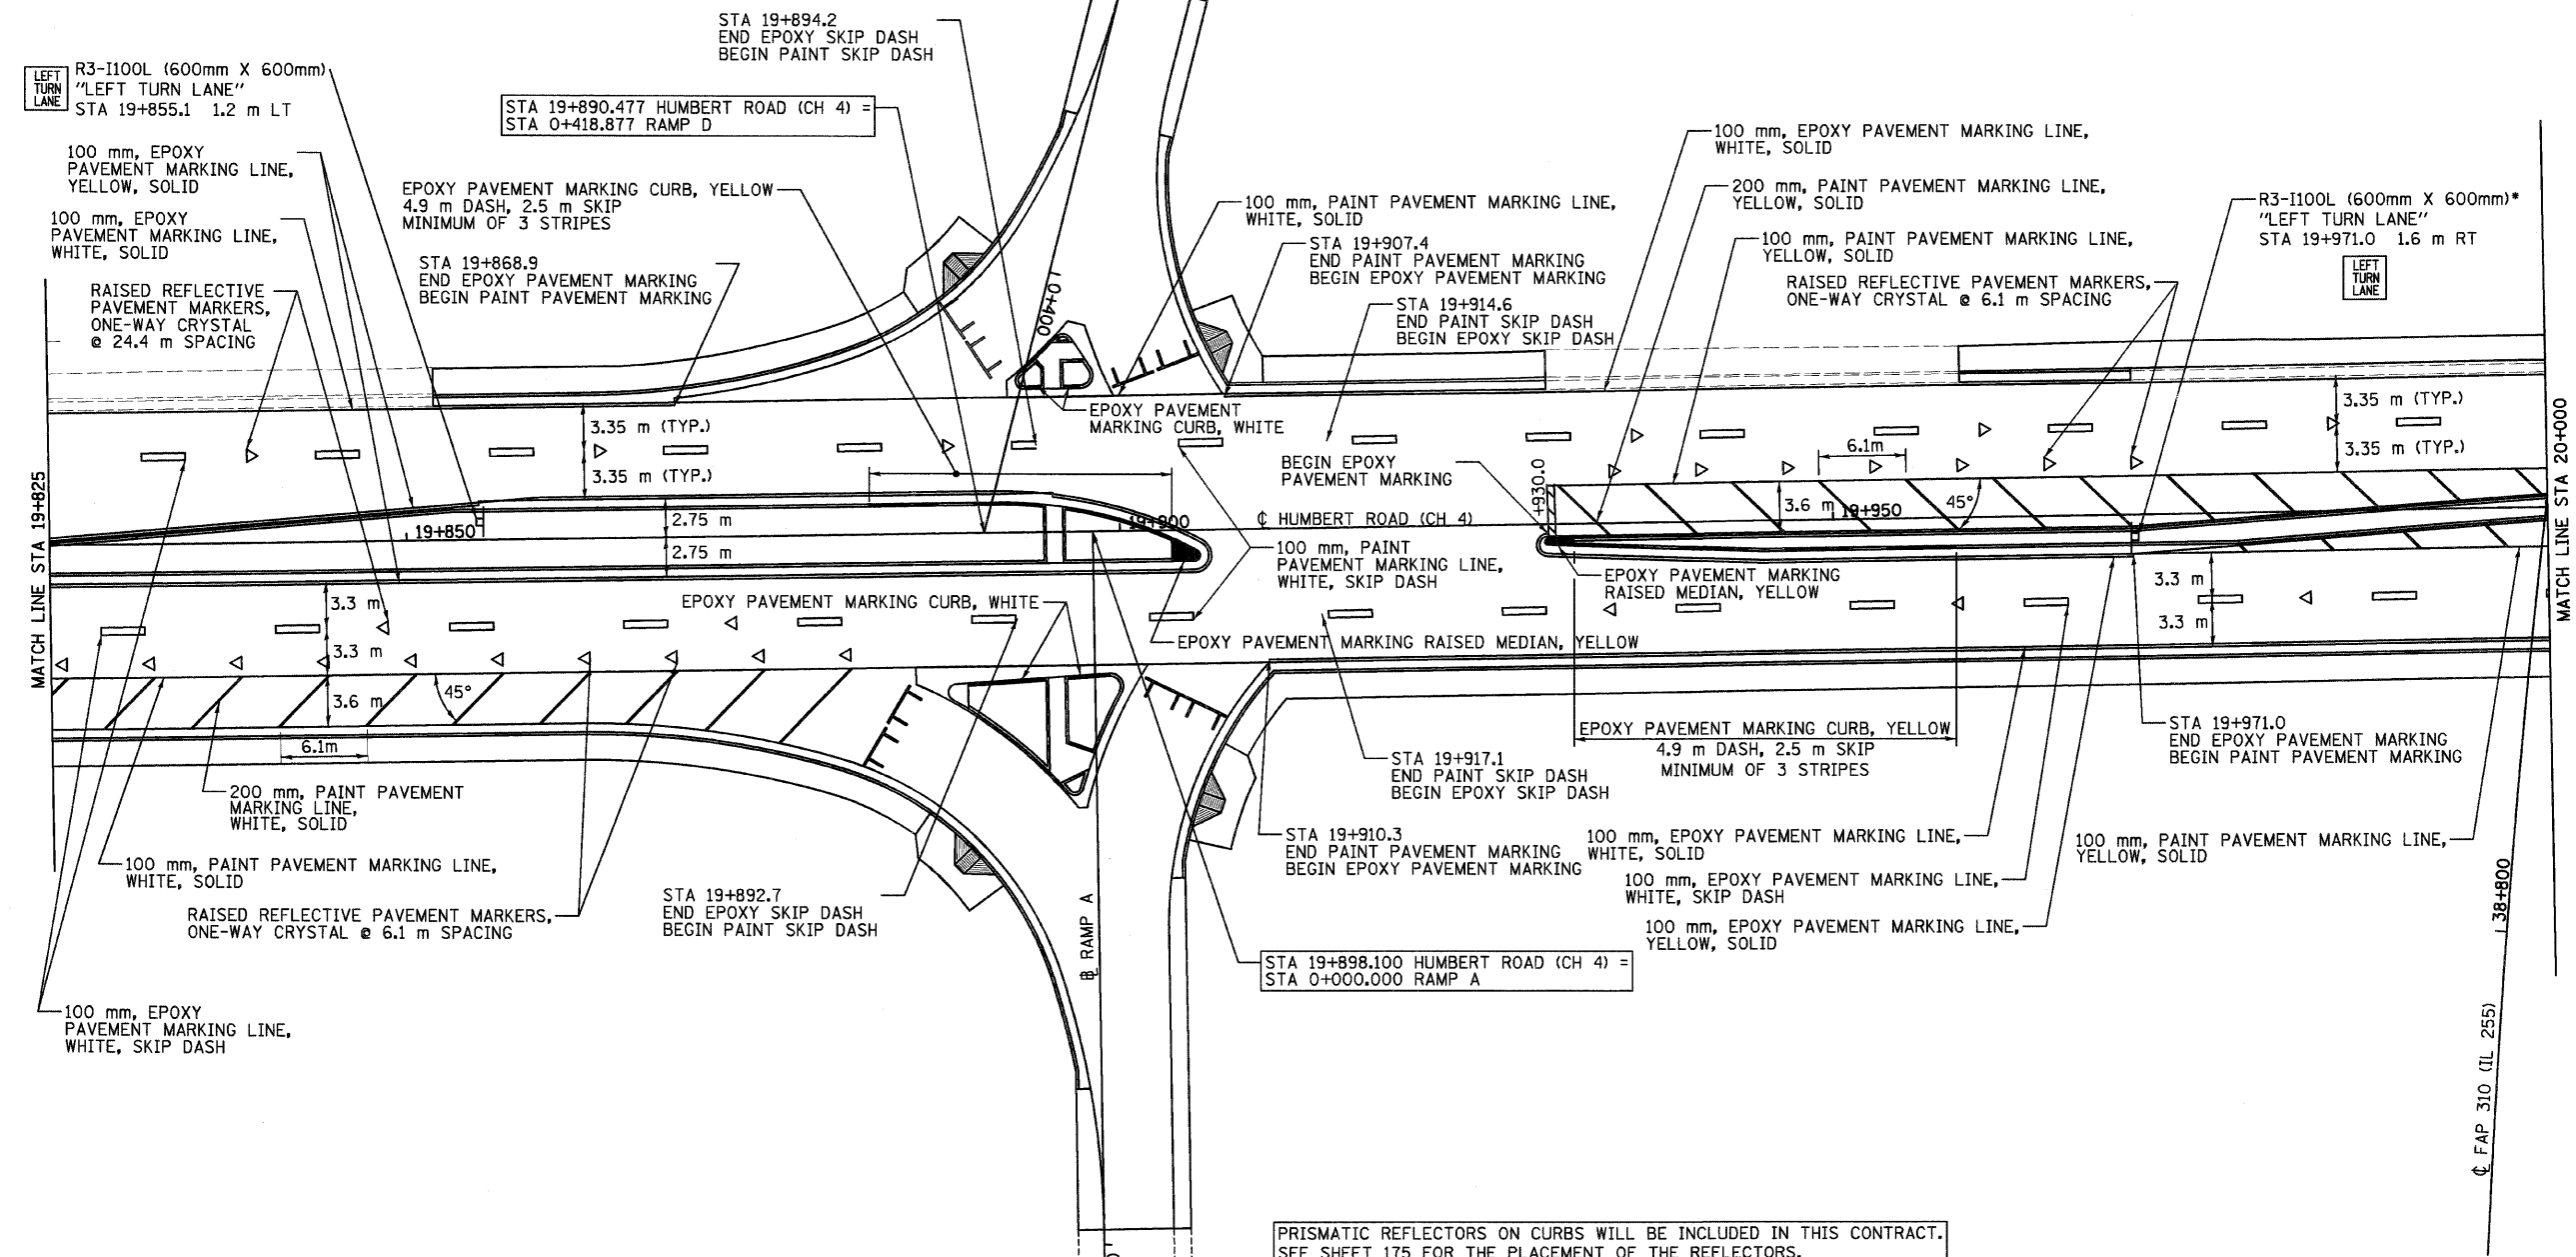 STA 19+894.2
END EPOXY SKIP DASH
BEGIN PAINT SKIP DASH
LEFT
TURN
LANE
R3-I100L (600mm X 600mm)
"LEFT TURN LANE"
STA 19+855.1 1.2 m LT
STA 19+890.477 HUMBERT ROAD (CH 4) =
STA 0+418.877 RAMP D
100 mm, EPOXY
PAVEMENT MARKING LINE,
YELLOW, SOLID
100 mm, EPOXY
PAVEMENT MARKING LINE,
WHITE, SOLID
EPOXY PAVEMENT MARKING CURB, YELLOW
4.9 m DASH, 2.5 m SKIP
MINIMUM OF 3 STRIPES
STA 19+868.9
END EPOXY PAVEMENT MARKING
BEGIN PAINT PAVEMENT MARKING
RAISED REFLECTIVE
PAVEMENT MARKERS,
ONE-WAY CRYSTAL
@ 24.4 m SPACING
100 mm, PAINT PAVEMENT MARKING LINE,
WHITE, SOLID
STA 19+907.4
END PAINT PAVEMENT MARKING
BEGIN EPOXY PAVEMENT MARKING
STA 19+914.6
END PAINT SKIP DASH
BEGIN EPOXY SKIP DASH
100 mm, EPOXY PAVEMENT MARKING LINE,
WHITE, SOLID
200 mm, PAINT PAVEMENT MARKING LINE,
YELLOW, SOLID
100 mm, PAINT PAVEMENT MARKING LINE,
YELLOW, SOLID
RAISED REFLECTIVE PAVEMENT MARKERS,
ONE-WAY CRYSTAL @ 6.1 m SPACING
R3-I100L (600mm X 600mm)*
"LEFT TURN LANE"
STA 19+971.0 1.6 m RT
LEFT
TURN
LANE
0+400
EPOXY PAVEMENT
MARKING CURB, WHITE
3.35 m (TYP.)
3.35 m (TYP.)
3.35 m (TYP.)
3.35 m (TYP.)
BEGIN EPOXY
PAVEMENT MARKING
+930.0
6.1m
3.6 m
19+950
45°
MATCH LINE STA 19+825
MATCH LINE STA 20+000
19+850
2.75 m
2.75 m
19+900
℄ HUMBERT ROAD (CH 4)
100 mm, PAINT
PAVEMENT MARKING LINE,
WHITE, SKIP DASH
EPOXY PAVEMENT MARKING
RAISED MEDIAN, YELLOW
3.3 m
3.3 m
3.3 m
3.3 m
EPOXY PAVEMENT MARKING CURB, WHITE
EPOXY PAVEMENT MARKING RAISED MEDIAN, YELLOW
3.6 m
45°
6.1m
EPOXY PAVEMENT MARKING CURB, YELLOW
4.9 m DASH, 2.5 m SKIP
MINIMUM OF 3 STRIPES
STA 19+971.0
END EPOXY PAVEMENT MARKING
BEGIN PAINT PAVEMENT MARKING
STA 19+917.1
END PAINT SKIP DASH
BEGIN EPOXY SKIP DASH
200 mm, PAINT PAVEMENT
MARKING LINE,
WHITE, SOLID
STA 19+910.3
END PAINT PAVEMENT MARKING
BEGIN EPOXY PAVEMENT MARKING
100 mm, EPOXY PAVEMENT MARKING LINE,
WHITE, SOLID
100 mm, PAINT PAVEMENT MARKING LINE,
YELLOW, SOLID
100 mm, PAINT PAVEMENT MARKING LINE,
WHITE, SOLID
100 mm, EPOXY PAVEMENT MARKING LINE,
WHITE, SKIP DASH
STA 19+892.7
END EPOXY SKIP DASH
BEGIN PAINT SKIP DASH
RAISED REFLECTIVE PAVEMENT MARKERS,
ONE-WAY CRYSTAL @ 6.1 m SPACING
100 mm, EPOXY PAVEMENT MARKING LINE,
YELLOW, SOLID
138+800
RAMP A
STA 19+898.100 HUMBERT ROAD (CH 4) =
STA 0+000.000 RAMP A
100 mm, EPOXY
PAVEMENT MARKING LINE,
WHITE, SKIP DASH
℄ FAP 310 (IL 255)
PRISMATIC REFLECTORS ON CURBS WILL BE INCLUDED IN THIS CONTRACT.
SEE SHEET 175 FOR THE PLACEMENT OF THE REFLECTORS.